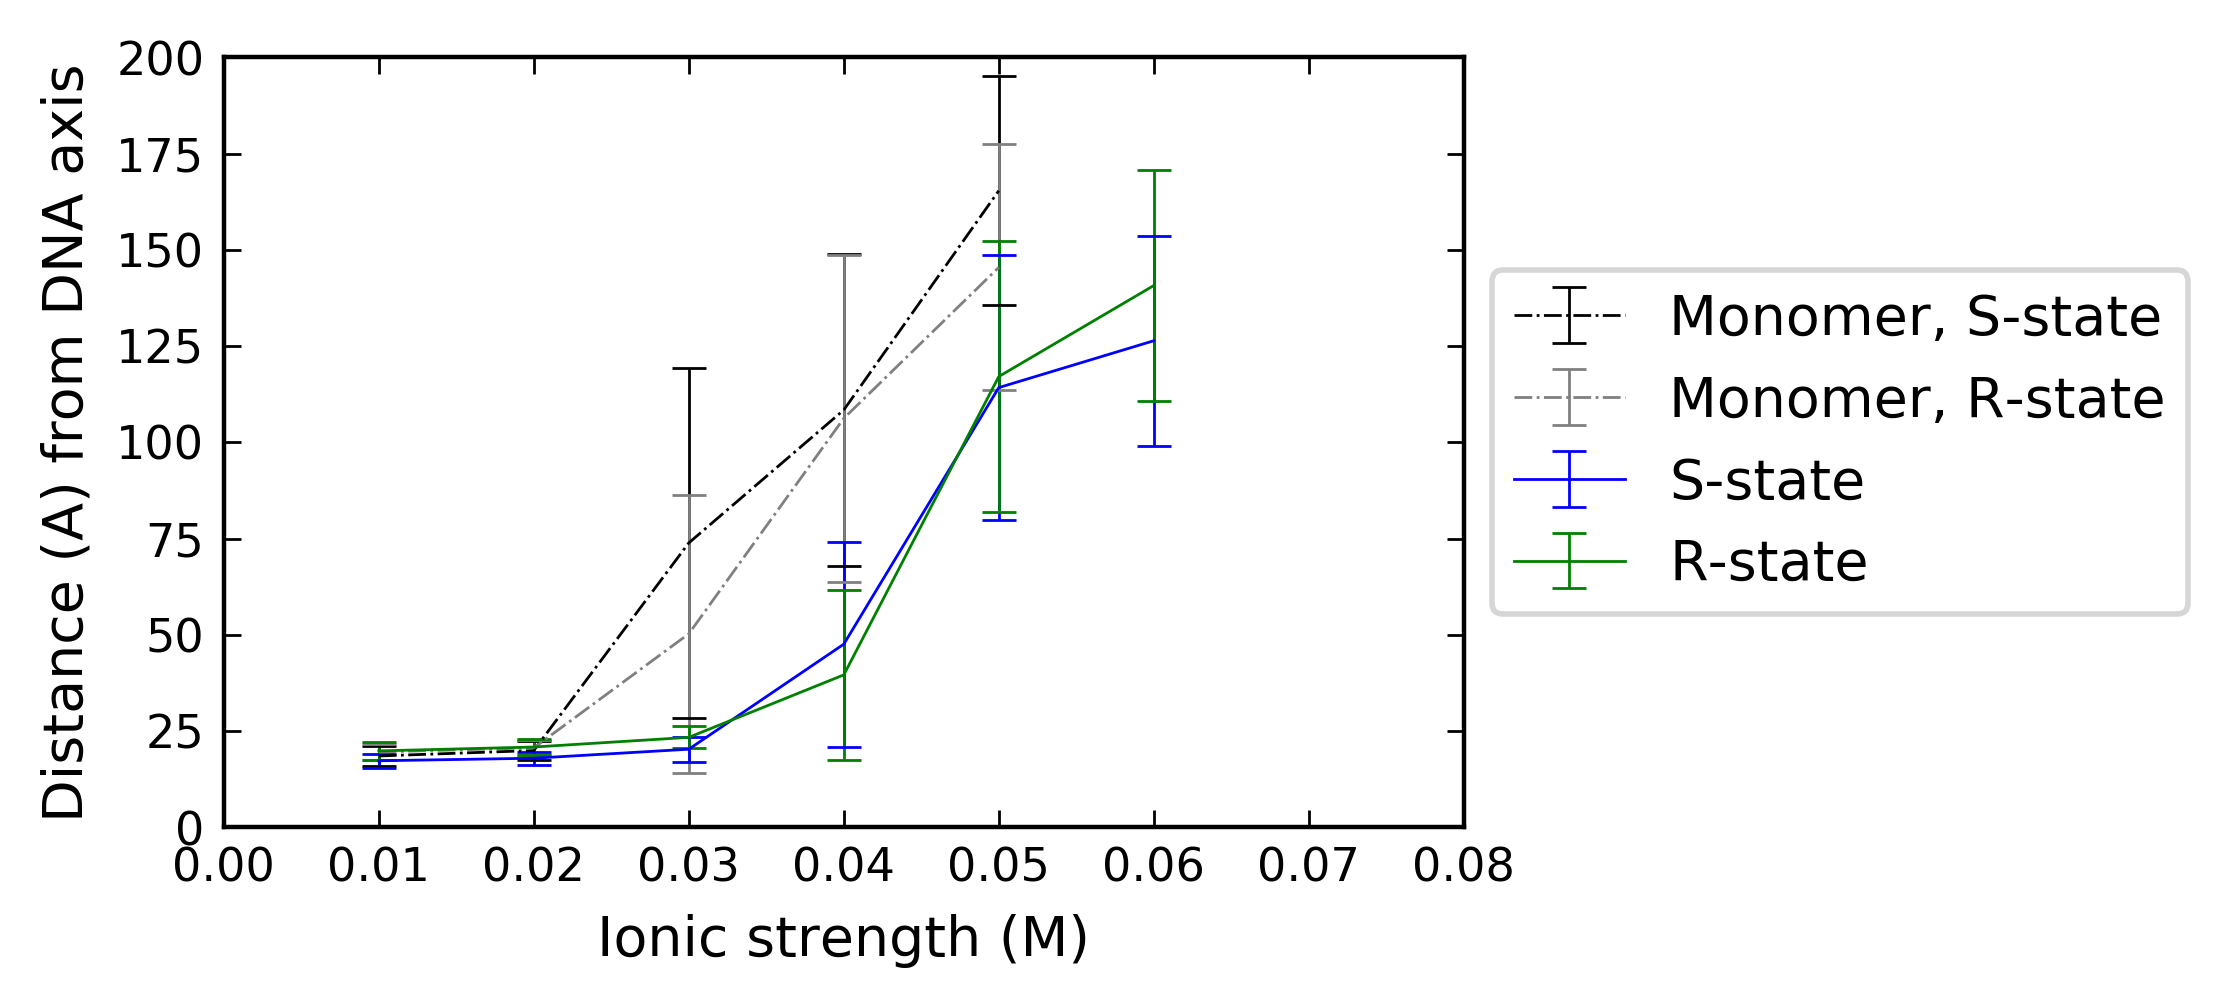 200
175
150
125
100
75
50
25
0
Distance (A) from DNA axis
0.00 0.01 0.02 0.03 0.04 0.05 0.06 0.07 0.08
Ionic strength (M)
Monomer, S-state
Monomer, R-state
S-state
R-state